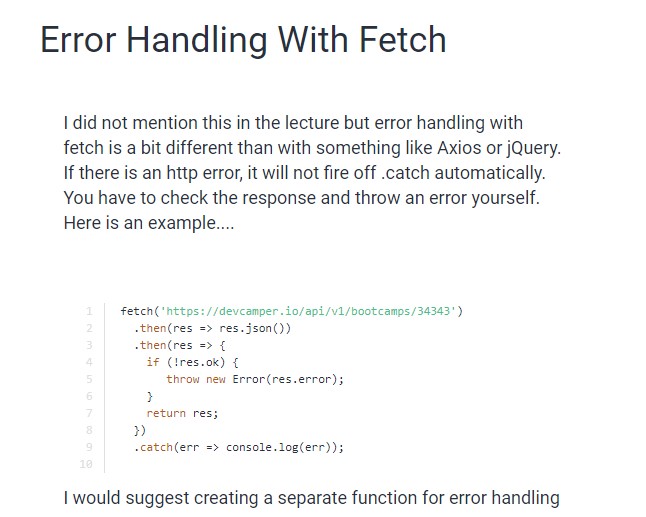 Error Handling With Fetch
I did not mention this in the lecture but error handling with
fetch is a bit different than with something like Axios or jQuery.
If there is an http error, it will not fire off .catch automatically.
You have to check the response and throw an error yourself.
Here is an example....
1 fetch('https://devcamper.io/api/v1/bootcamps/34343')
2   .then(res => res.json())
3   .then(res => {
4     if (!res.ok) {
5        throw new Error(res.error);
6     }
7     return res;
8   })
9   .catch(err => console.log(err));
10
I would suggest creating a separate function for error handling